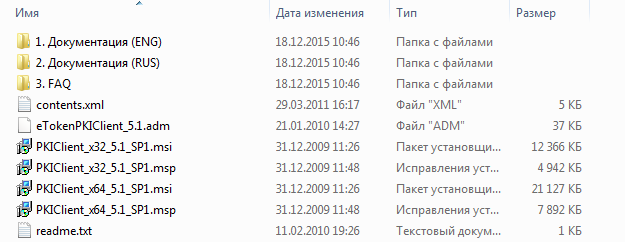 Имя Дата изменения Тип Размер
1. Документация (ENG) 18.12.2015 10:46 Папка с файлами
2. Документация (RUS) 18.12.2015 10:46 Папка с файлами
3. FAQ 18.12.2015 10:46 Папка с файлами
contents.xml 29.03.2011 16:17 Файл "XML" 5 КБ
eTokenPKIClient_5.1.adm 21.01.2010 14:27 Файл "ADM" 37 КБ
PKIClient_x32_5.1_SP1.msi 31.12.2009 11:26 Пакет установщи... 12 366 КБ
PKIClient_x32_5.1_SP1.msp 31.12.2009 11:48 Исправления уст... 4 942 КБ
PKIClient_x64_5.1_SP1.msi 31.12.2009 11:26 Пакет установщи... 21 127 КБ
PKIClient_x64_5.1_SP1.msp 31.12.2009 11:48 Исправления уст... 7 892 КБ
readme.txt 11.02.2010 19:26 Текстовый докум... 1 КБ